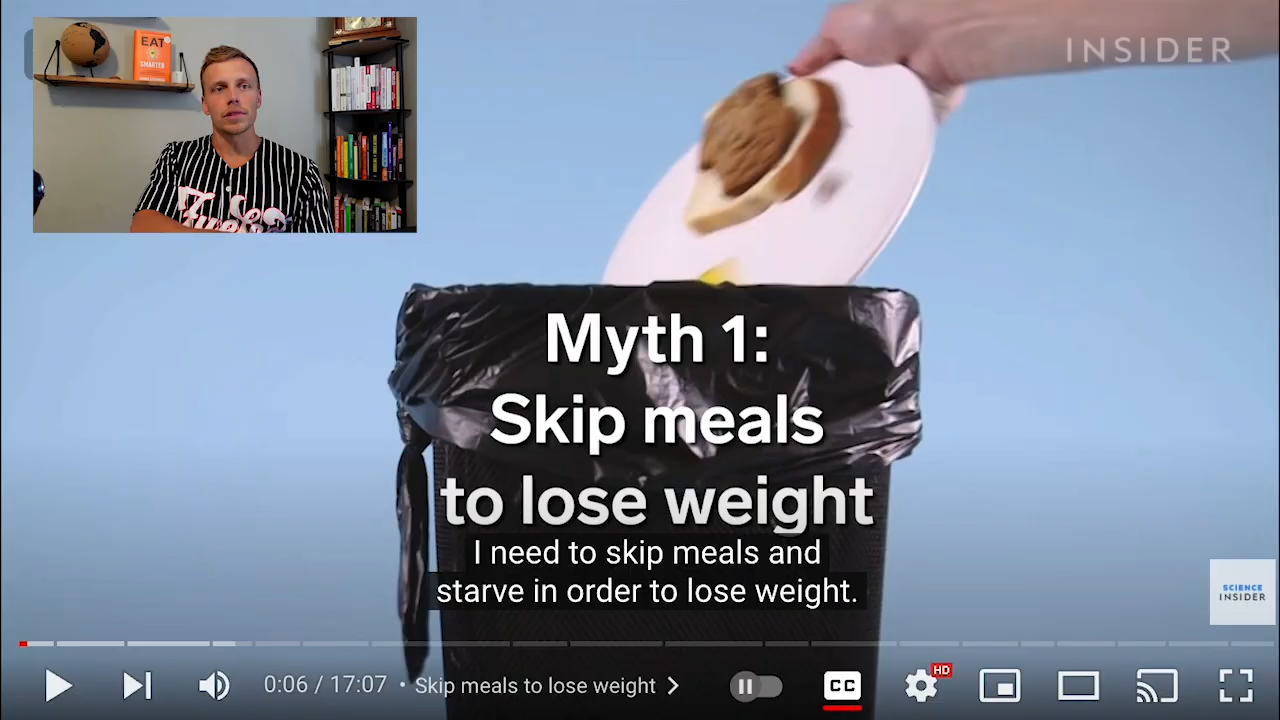 EAT
SMARTER
INSIDER
Myth 1:
Skip meals
to lose weight
I need to skip meals and
starve in order to lose weight.
SCIENCE
INSIDER
0:06 / 17:07 • Skip meals to lose weight
CC
HD